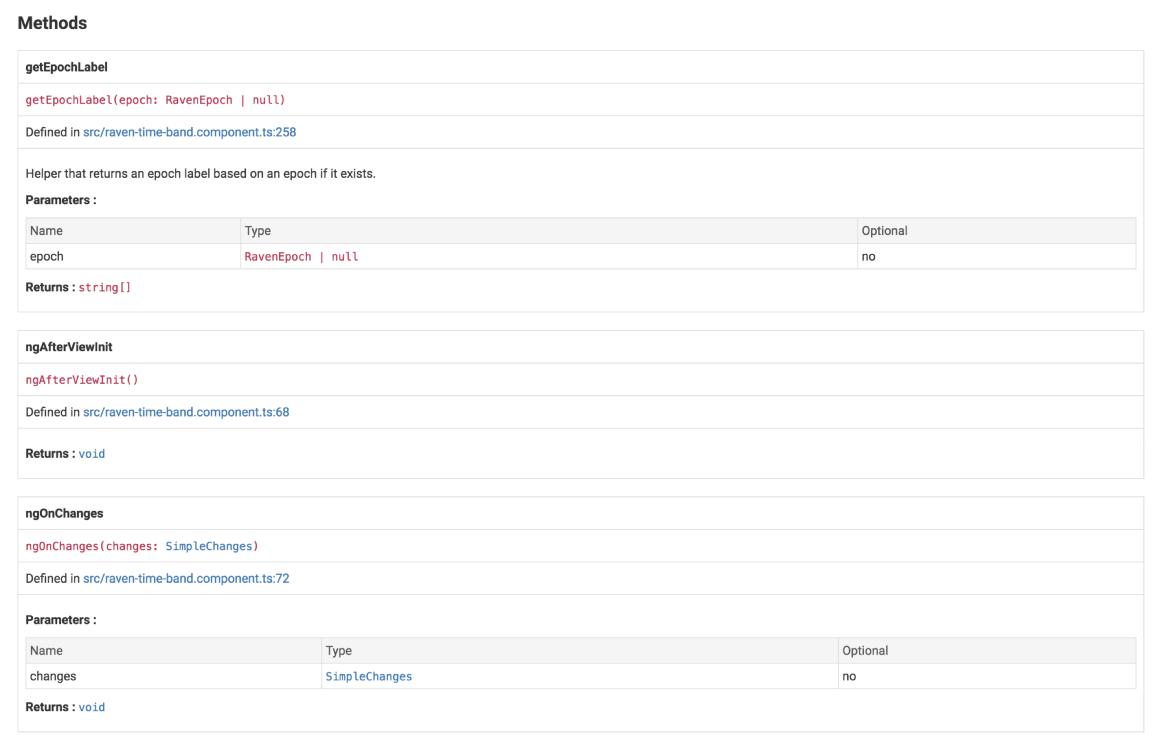 Methods
getEpochLabel
getEpochLabel(epoch: RavenEpoch | null)
Defined in src/raven-time-band.component.ts:258
Helper that returns an epoch label based on an epoch if it exists.
Parameters :
Name Type Optional
epoch RavenEpoch | null no
Returns : string[]
ngAfterViewInit
ngAfterViewInit()
Defined in src/raven-time-band.component.ts:68
Returns : void
ngOnChanges
ngOnChanges(changes: SimpleChanges)
Defined in src/raven-time-band.component.ts:72
Parameters :
Name Type Optional
changes SimpleChanges no
Returns : void